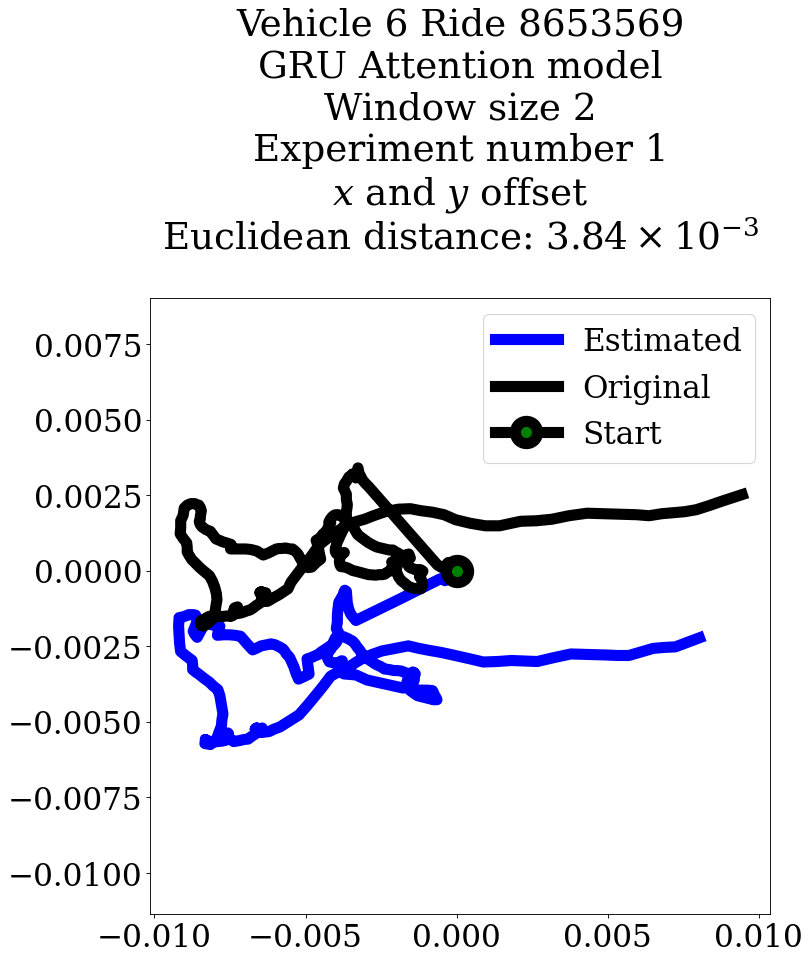 Vehicle 6 Ride 8653569
GRU Attention model
Window size 2
Experiment number 1
x and y offset
Euclidean distance: 3.84 × 10⁻³
Estimated
Original
Start
0.0075
0.0050
0.0025
0.0000
−0.0025
−0.0050
−0.0075
−0.0100
−0.010 −0.005 0.000 0.005 0.010